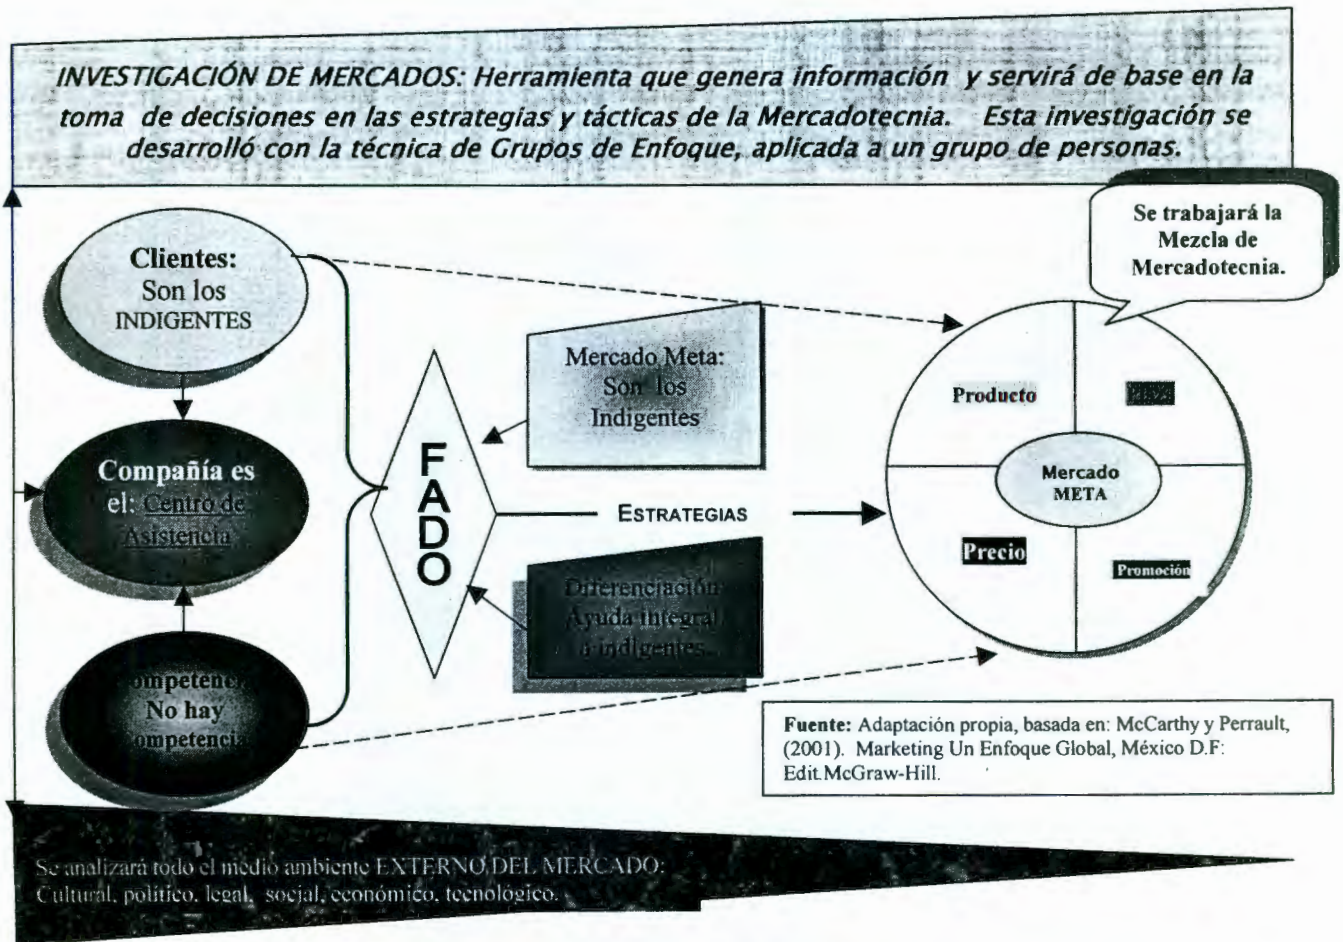 INVESTIGACIÓN DE MERCADOS: Herramienta que genera información y servirá de base en la
toma de decisiones en las estrategias y tácticas de la Mercadotecnia. Esta investigación se
desarrolló con la técnica de Grupos de Enfoque, aplicada a un grupo de personas.
Se trabajará la
Mezcla de
Mercadotecnia.
Clientes:
Son los
INDIGENTES
Mercado Meta:
Son los
Indigentes
Compañía es
el: Centro de
Asistencia
FADO
ESTRATEGIAS
Producto
Mercado
META
Precio
Promoción
Diferenciación
Ayuda integral
a indigentes.
ompetenc
No hay
ompetencia
Fuente: Adaptación propia, basada en: McCarthy y Perrault,
(2001). Marketing Un Enfoque Global, México D.F:
Edit.McGraw-Hill.
Se analizará todo el medio ambiente EXTERNO DEL MERCADO:
Cultural, político, legal, social, económico, tecnológico.